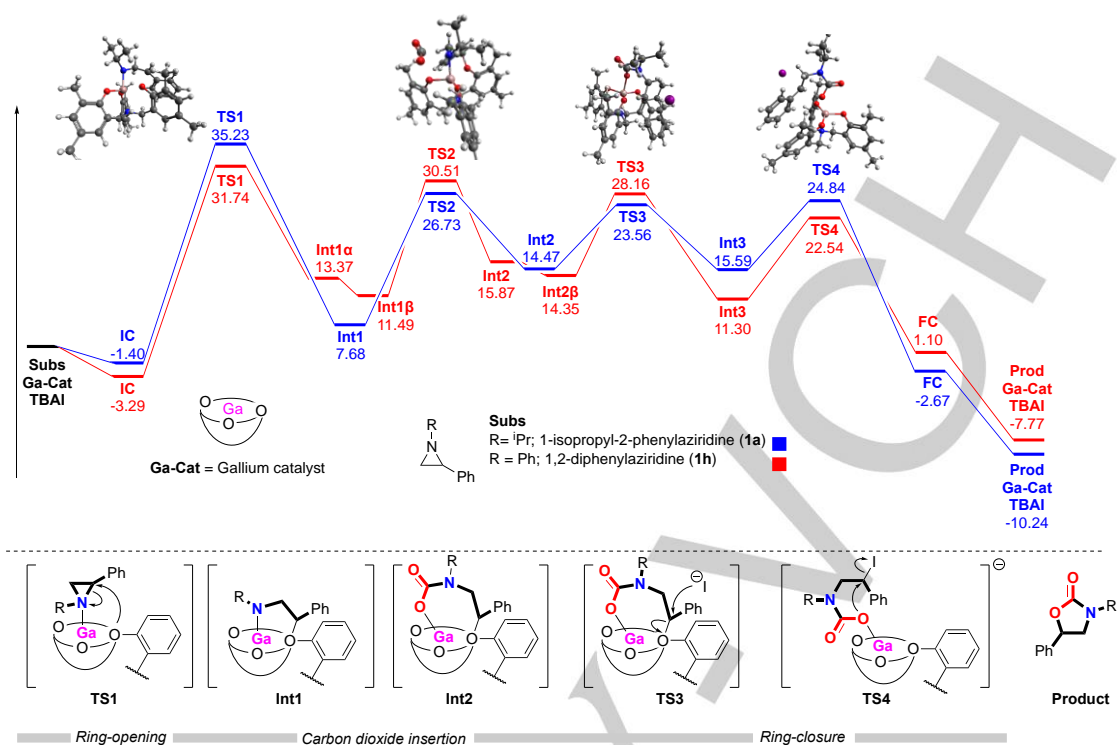 TS1
35.23
TS1
31.74
TS2
30.51
TS2
26.73
TS3
28.16
TS3
23.56
TS4
24.84
TS4
22.54
Int1α
13.37
Int1β
11.49
Int1
7.68
Int2
14.47
Int2
15.87
Int2β
14.35
Int3
15.59
Int3
11.30
IC
-1.40
IC
-3.29
Subs
Ga-Cat
TBAI
FC
1.10
FC
-2.67
Prod
Ga-Cat
TBAI
-7.77
Prod
Ga-Cat
TBAI
-10.24
O Ga O
O
Ga-Cat = Gallium catalyst
R
N
Ph
Subs
R= iPr; 1-isopropyl-2-phenylaziridine (1a)
R = Ph; 1,2-diphenylaziridine (1h)
Ph
N
R
Ga
O O O
TS1
R
N
Ph
Ga
O O O
Int1
O
R
N
O
Ph
Ga
O O O
Int2
O
R
N
⊖
I
O
Ph
Ga
O O O
TS3
I
⊖
N
Ph
R
O
O
Ga
O O O
TS4
O
O
N
R
Ph
Product
Ring-opening
Carbon dioxide insertion
Ring-closure
YCH